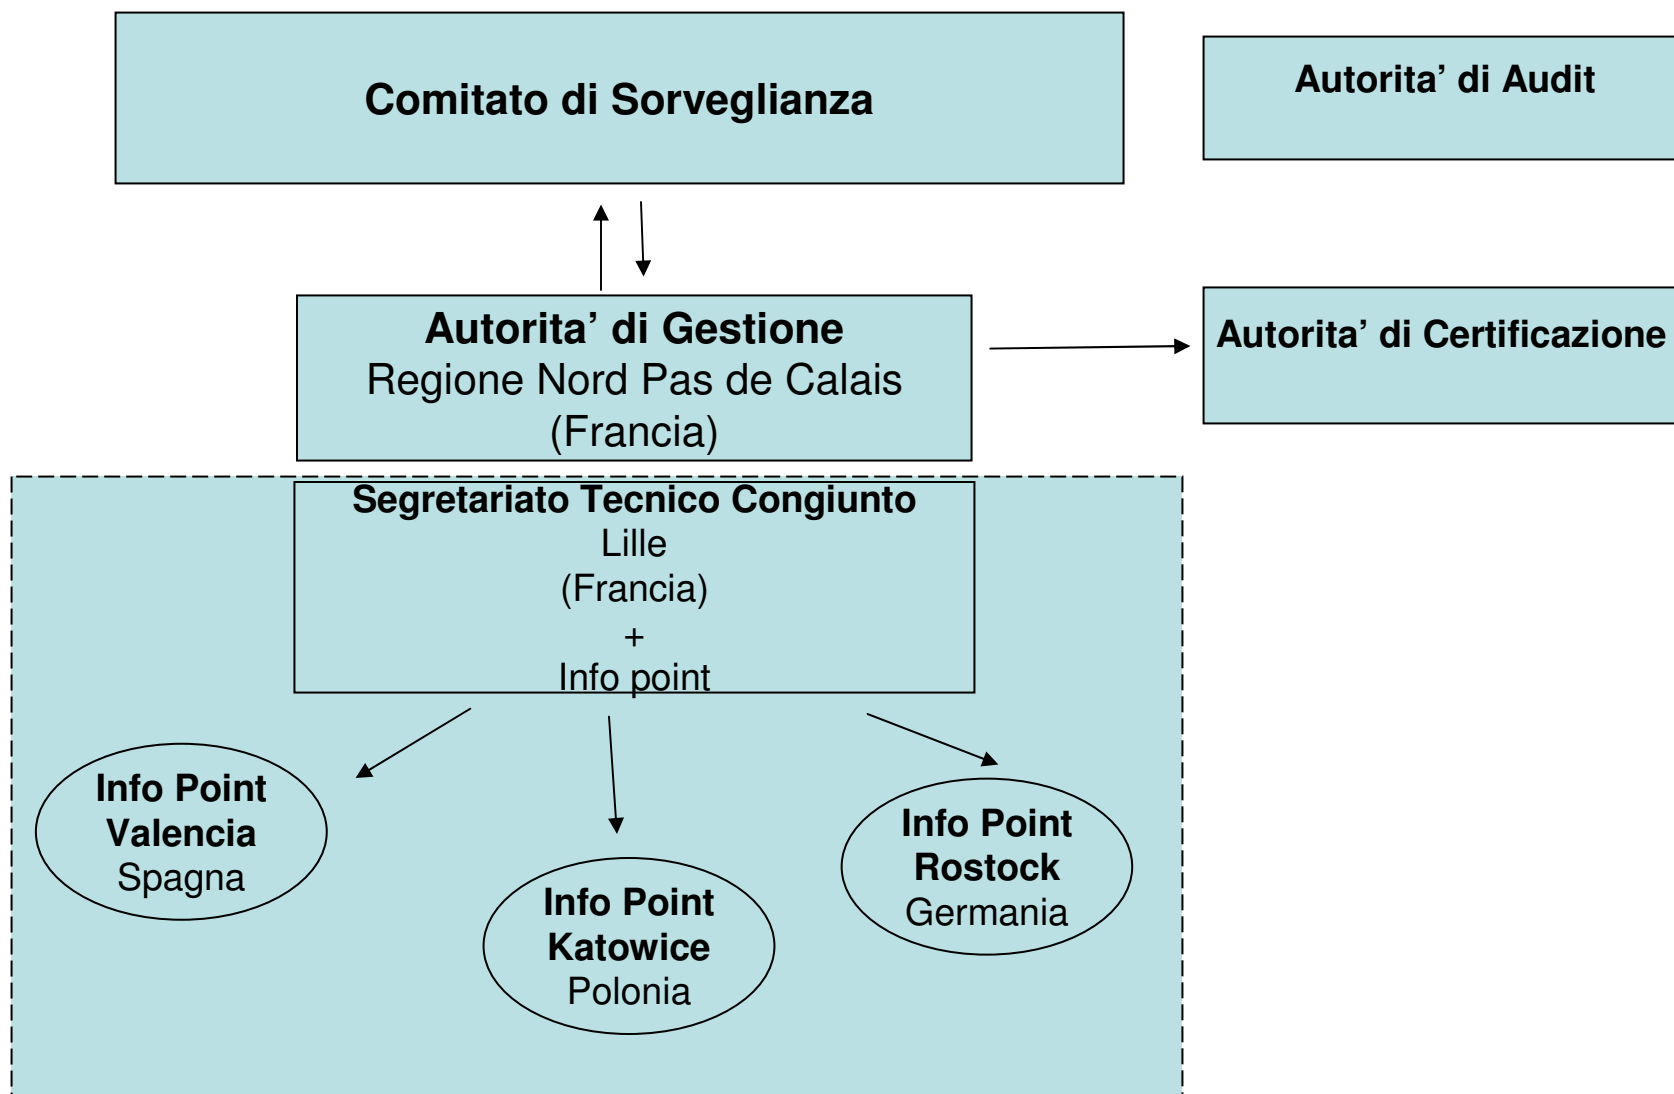 Comitato di Sorveglianza
Autorita’ di Audit
Autorita’ di Gestione
Regione Nord Pas de Calais
(Francia)
Autorita’ di Certificazione
Segretariato Tecnico Congiunto
Lille
(Francia)
+
Info point
Info Point
Valencia
Spagna
Info Point
Katowice
Polonia
Info Point
Rostock
Germania